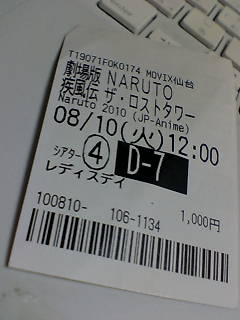 T19071F0K0174 MOVIX仙台
劇場版 NARUTO
疾風伝 ザ・ロストタワー
Naruto 2010 (JP-Anime)
08/10(火)12:00
シアター 4 D-7
レディスデイ
100810- 106-1134 1,000円